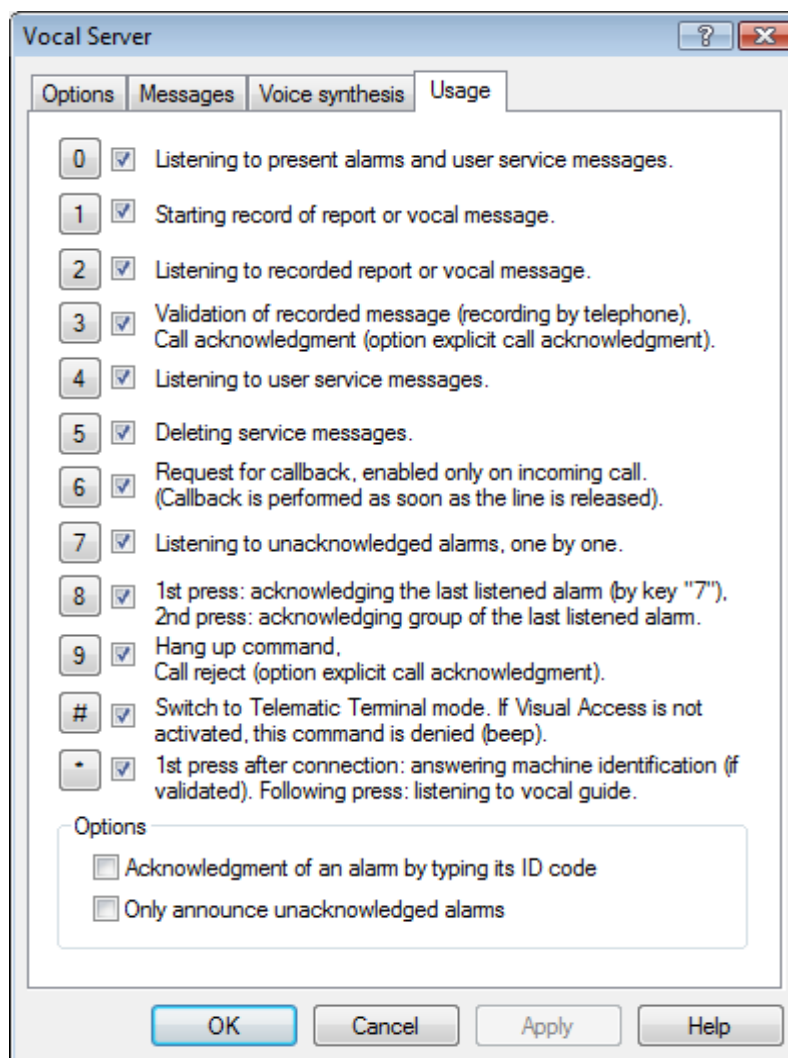 Vocal Server
Options Messages Voice synthesis Usage
0 Listening to present alarms and user service messages.
1 Starting record of report or vocal message.
2 Listening to recorded report or vocal message.
3 Validation of recorded message (recording by telephone),
Call acknowledgment (option explicit call acknowledgment).
4 Listening to user service messages.
5 Deleting service messages.
6 Request for callback, enabled only on incoming call.
(Callback is performed as soon as the line is released).
7 Listening to unacknowledged alarms, one by one.
8 1st press: acknowledging the last listened alarm (by key "7"),
2nd press: acknowledging group of the last listened alarm.
9 Hang up command,
Call reject (option explicit call acknowledgment).
# Switch to Telematic Terminal mode. If Visual Access is not
activated, this command is denied (beep).
* 1st press after connection: answering machine identification (if
validated). Following press: listening to vocal guide.
Options
Acknowledgment of an alarm by typing its ID code
Only announce unacknowledged alarms
OK Cancel Apply Help